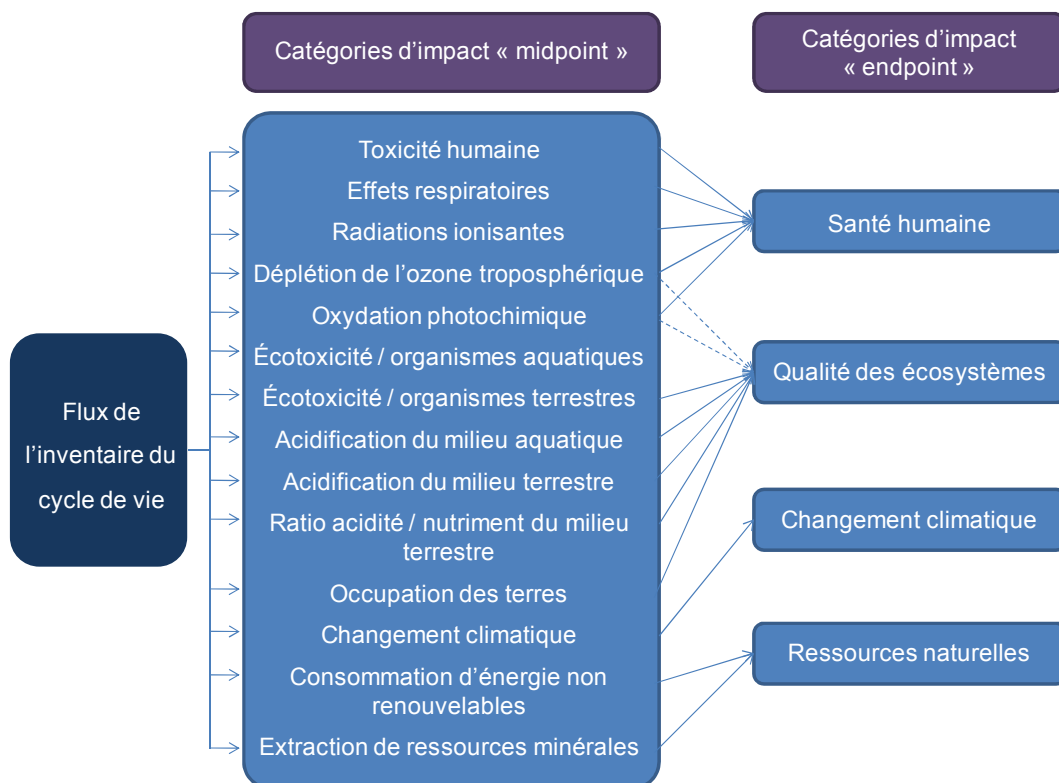 Catégories d’impact « midpoint »
Catégories d’impact
« endpoint »
Flux de
l’inventaire du
cycle de vie
Toxicité humaine
Effets respiratoires
Radiations ionisantes
Déplétion de l’ozone troposphérique
Oxydation photochimique
Écotoxicité / organismes aquatiques
Écotoxicité / organismes terrestres
Acidification du milieu aquatique
Acidification du milieu terrestre
Ratio acidité / nutriment du milieu
terrestre
Occupation des terres
Changement climatique
Consommation d’énergie non
renouvelables
Extraction de ressources minérales
Santé humaine
Qualité des écosystèmes
Changement climatique
Ressources naturelles